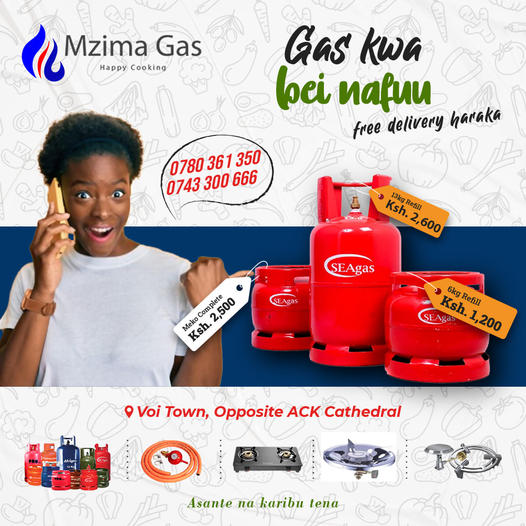 Mzima Gas
Happy Cooking
Gas kwa
bei nafuu
free delivery haraka
0780 361 350
0743 300 666
13kg Refill
Ksh. 2,600
SEAgas
Meko Complete
Ksh. 2,500
SEAgas
6kg Refill
Ksh. 1,200
SEAgas
Voi Town, Opposite ACK Cathedral
Asante na karibu tena